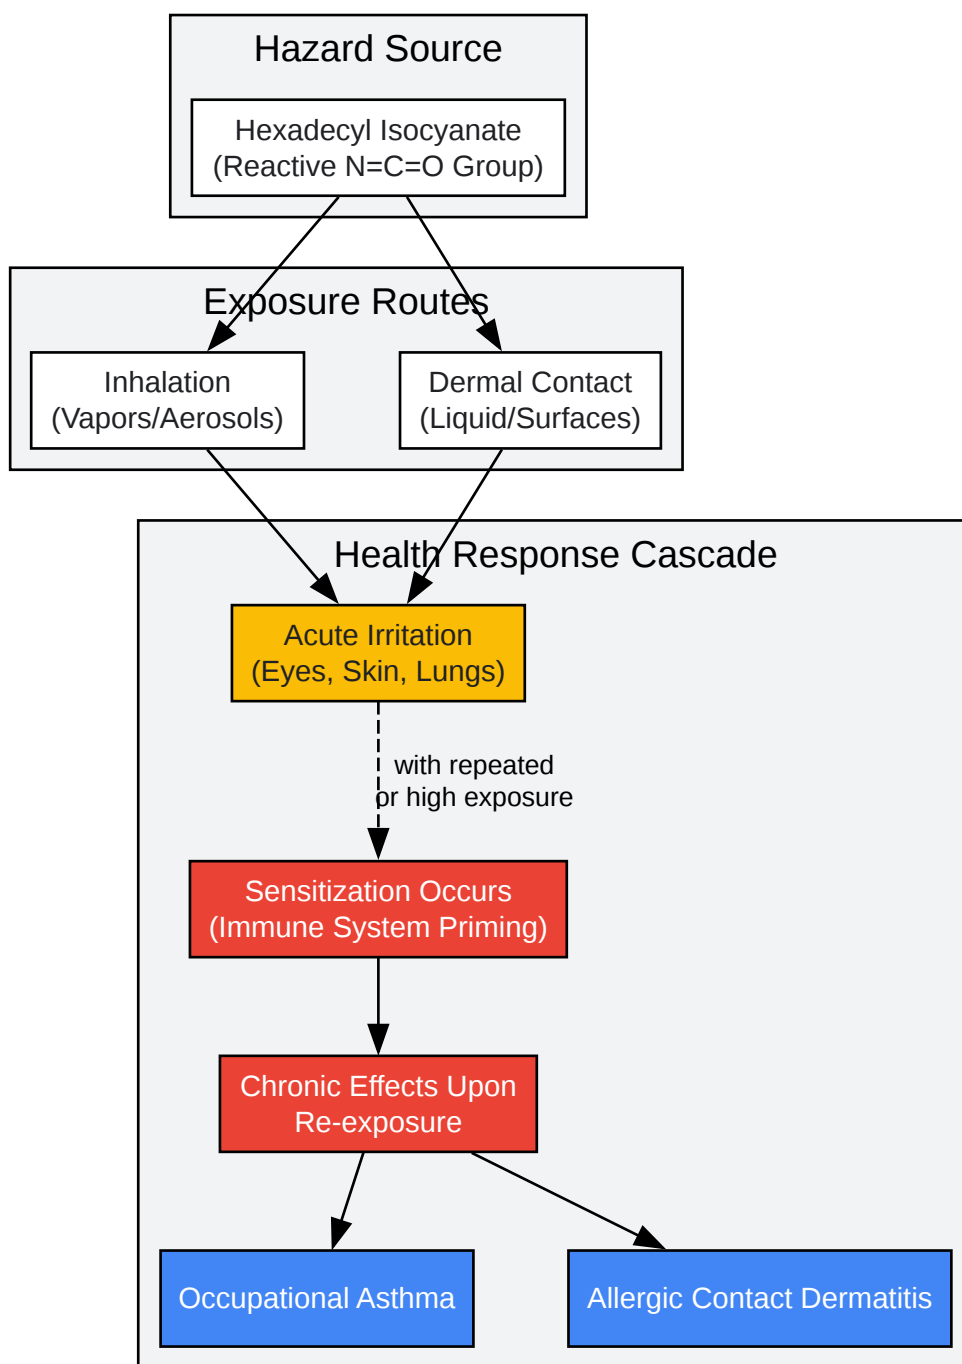 Hazard Source
Hexadecyl Isocyanate
(Reactive N=C=O Group)
Exposure Routes
Inhalation
(Vapors/Aerosols)
Dermal Contact
(Liquid/Surfaces)
Health Response Cascade
Acute Irritation
(Eyes, Skin, Lungs)
with repeated
or high exposure
Sensitization Occurs
(Immune System Priming)
Chronic Effects Upon
Re-exposure
Occupational Asthma
Allergic Contact Dermatitis